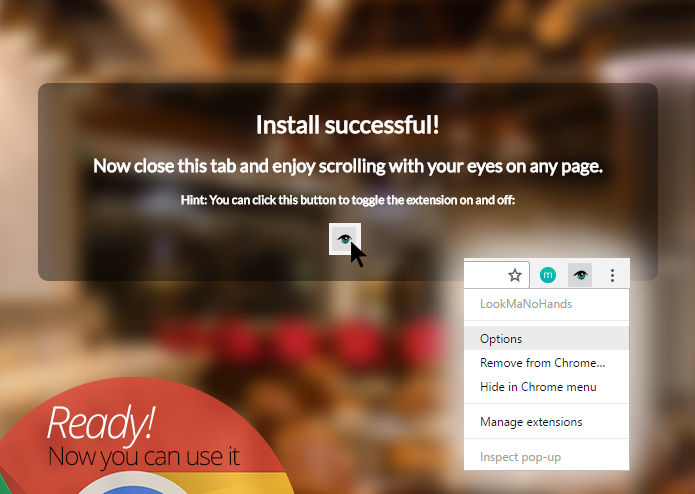 Install successful!
Now close this tab and enjoy scrolling with your eyes on any page.
Hint: You can click this button to toggle the extension on and off:
m
LookMaNoHands
Options
Remove from Chrome...
Hide in Chrome menu
Manage extensions
Inspect pop-up
Ready!
Now you can use it